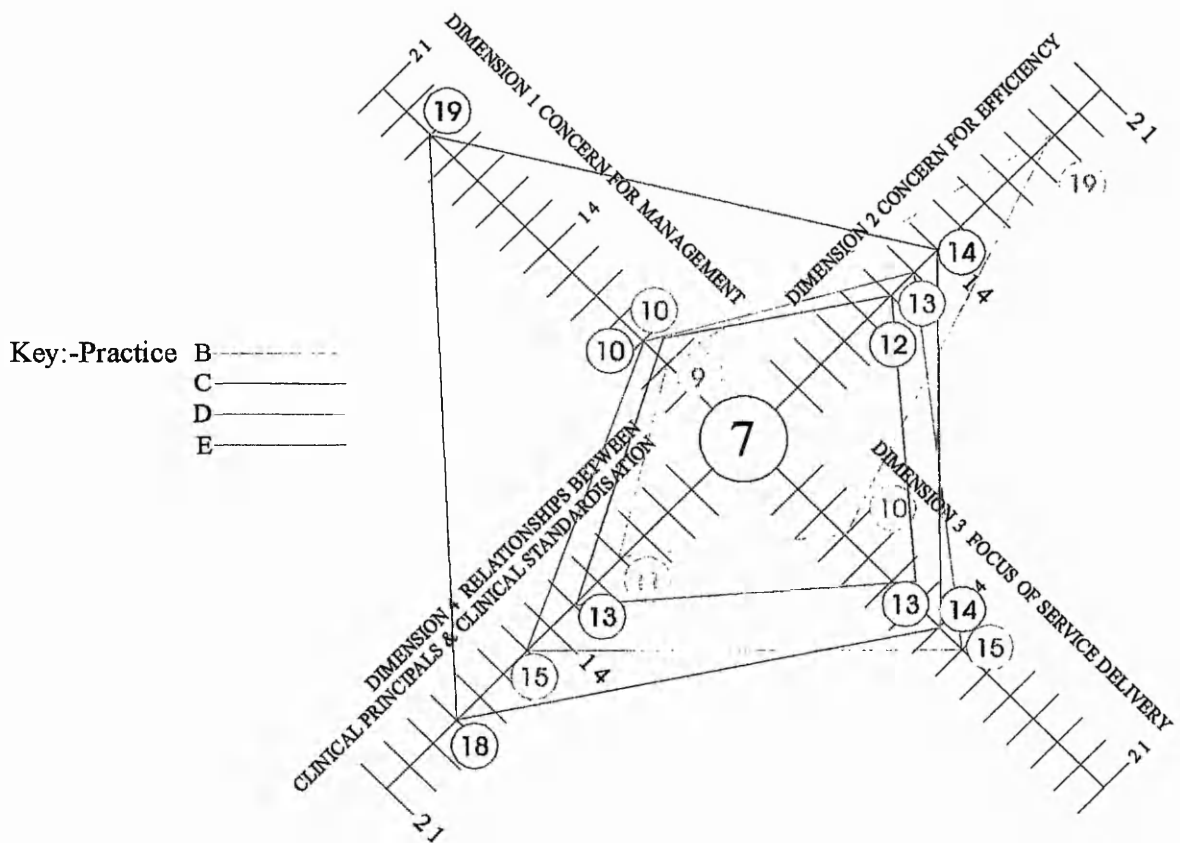 21
DIMENSION 1 CONCERN FOR MANAGEMENT
DIMENSION 2 CONCERN FOR EFFICIENCY
21
19
19
14
14
14
10
10
13
12
9
7
Key:-Practice B
C
D
E
DIMENSION 4 RELATIONSHIPS BETWEEN
CLINICAL PRINCIPALS & CLINICAL STANDARDISATION
DIMENSION 3 FOCUS OF SERVICE DELIVERY
10
11
13
13
14
4
15
14
15
18
21
21